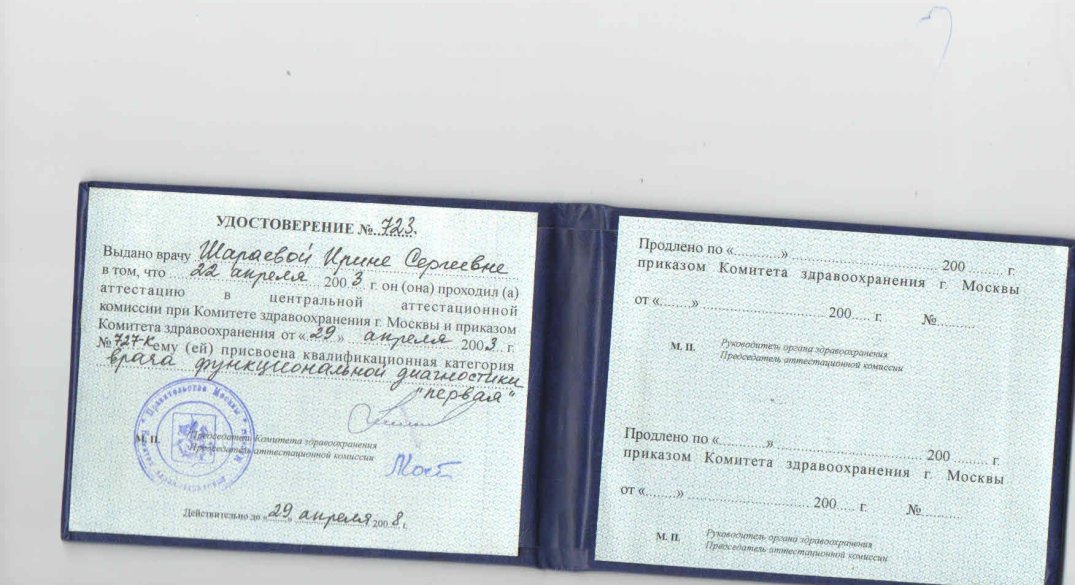 УДОСТОВЕРЕНИЕ № 723.
Выдано врачу Шараевой Ирине Сергеевне
в том, что 22 апреля 2003 г. он (она) проходил (а)
аттестацию в центральной аттестационной
комиссии при Комитете здравоохранения г. Москвы и приказом
Комитета здравоохранения от «29» апреля 2003 г.
№ 727-К ему (ей) присвоена квалификационная категория
врача функциональной диагностики
"первая"
М. П. Председатель Комитета здравоохранения
Председатель аттестационной комиссии
Действительно до «29» апреля 2008 г.
Продлено по «............» 200 ........ г.
приказом Комитета здравоохранения г. Москвы
от «........» 200..... г. №..........
М. П. Руководитель органа здравоохранения
Председатель аттестационной комиссии
Продлено по «............» 200 ........ г.
приказом Комитета здравоохранения г. Москвы
от «........» 200..... г. №..........
М. П. Руководитель органа здравоохранения
Председатель аттестационной комиссии